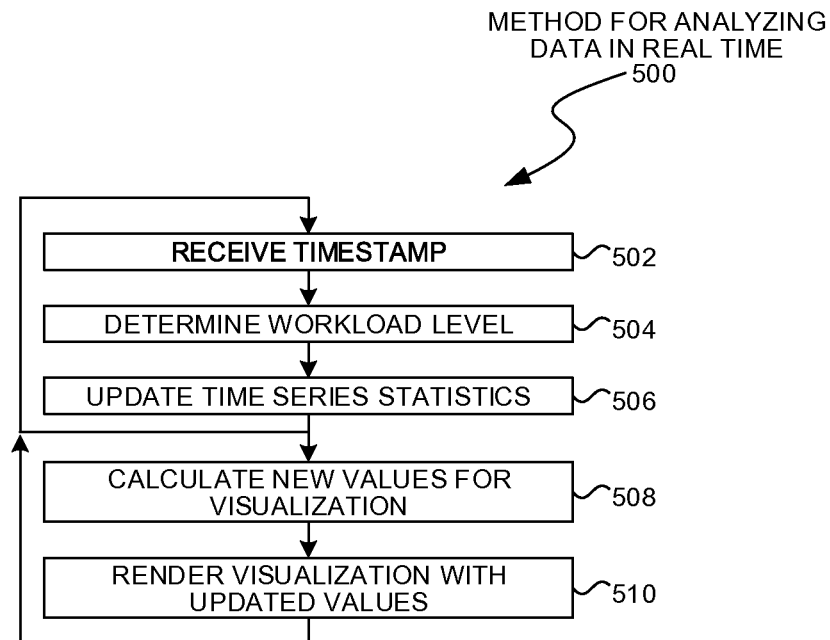 METHOD FOR ANALYZING
DATA IN REAL TIME
500
RECEIVE TIMESTAMP
502
DETERMINE WORKLOAD LEVEL
504
UPDATE TIME SERIES STATISTICS
506
CALCULATE NEW VALUES FOR
VISUALIZATION
508
RENDER VISUALIZATION WITH
UPDATED VALUES
510